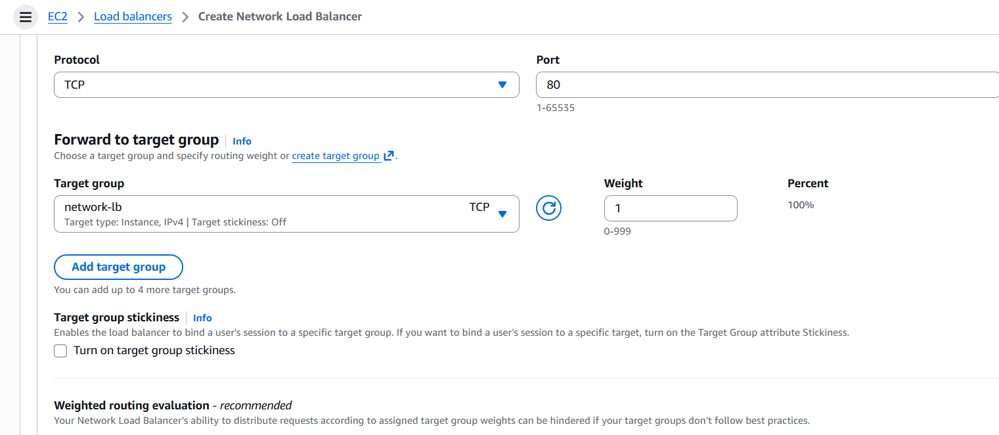 EC2 > Load balancers > Create Network Load Balancer
Protocol Port
TCP 80
1-65535
Forward to target group Info
Choose a target group and specify routing weight or create target group .
Target group Weight Percent
network-lb TCP 1 100%
Target type: Instance, IPv4 | Target stickiness: Off
0-999
Add target group
You can add up to 4 more target groups.
Target group stickiness Info
Enables the load balancer to bind a user's session to a specific target group. If you want to bind a user's session to a specific target, turn on the Target Group attribute Stickiness.
Turn on target group stickiness
Weighted routing evaluation - recommended
Your Network Load Balancer's ability to distribute requests according to assigned target group weights can be hindered if your target groups don't follow best practices.